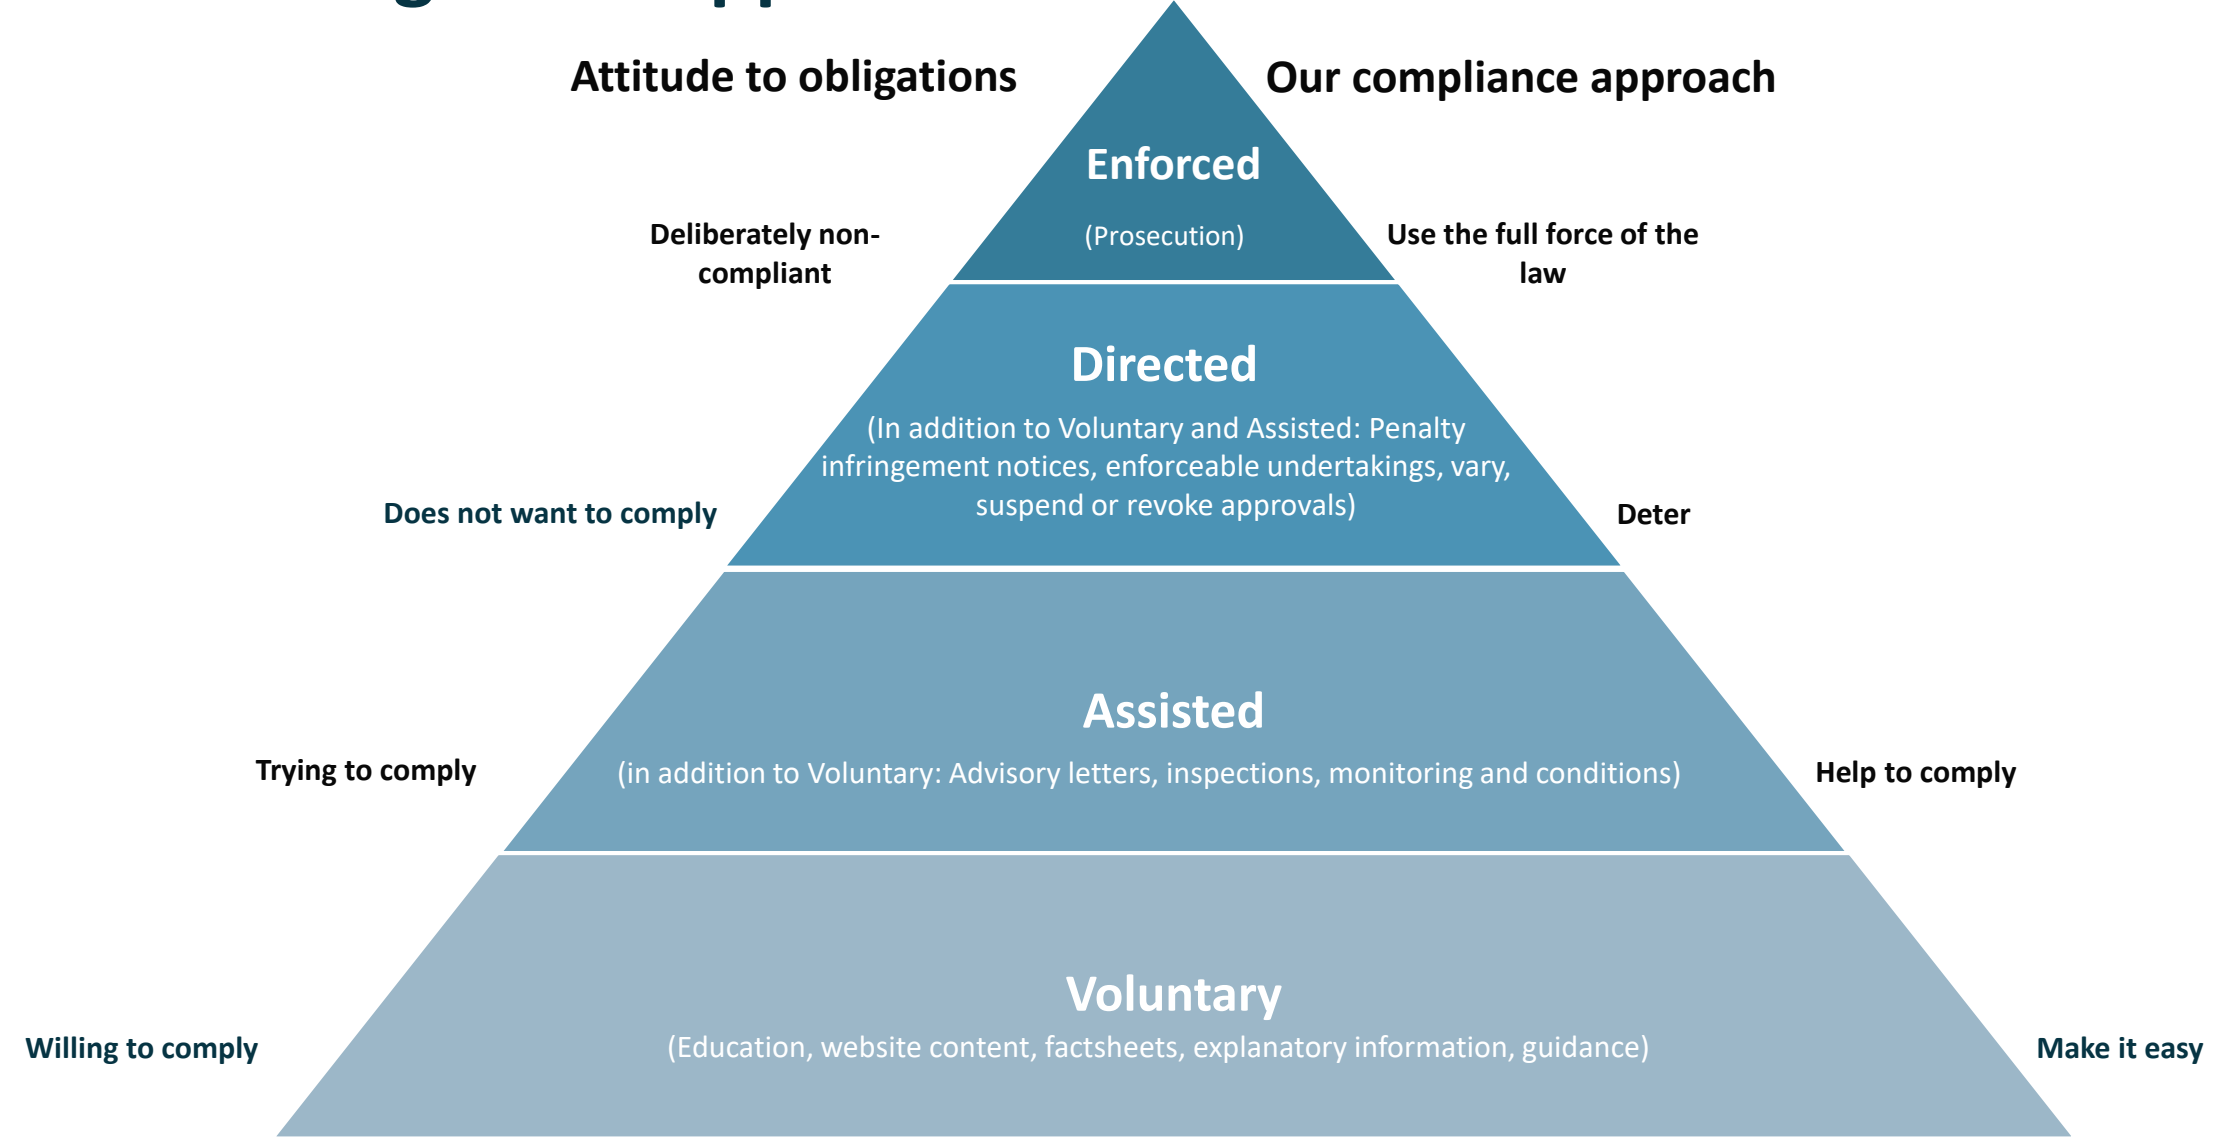 Attitude to obligations
Our compliance approach
Enforced
(Prosecution)
Deliberately non-
compliant
Use the full force of the
law
Directed
(In addition to Voluntary and Assisted: Penalty
infringement notices, enforceable undertakings, vary,
suspend or revoke approvals)
Does not want to comply
Deter
Assisted
(in addition to Voluntary: Advisory letters, inspections, monitoring and conditions)
Trying to comply
Help to comply
Voluntary
(Education, website content, factsheets, explanatory information, guidance)
Willing to comply
Make it easy